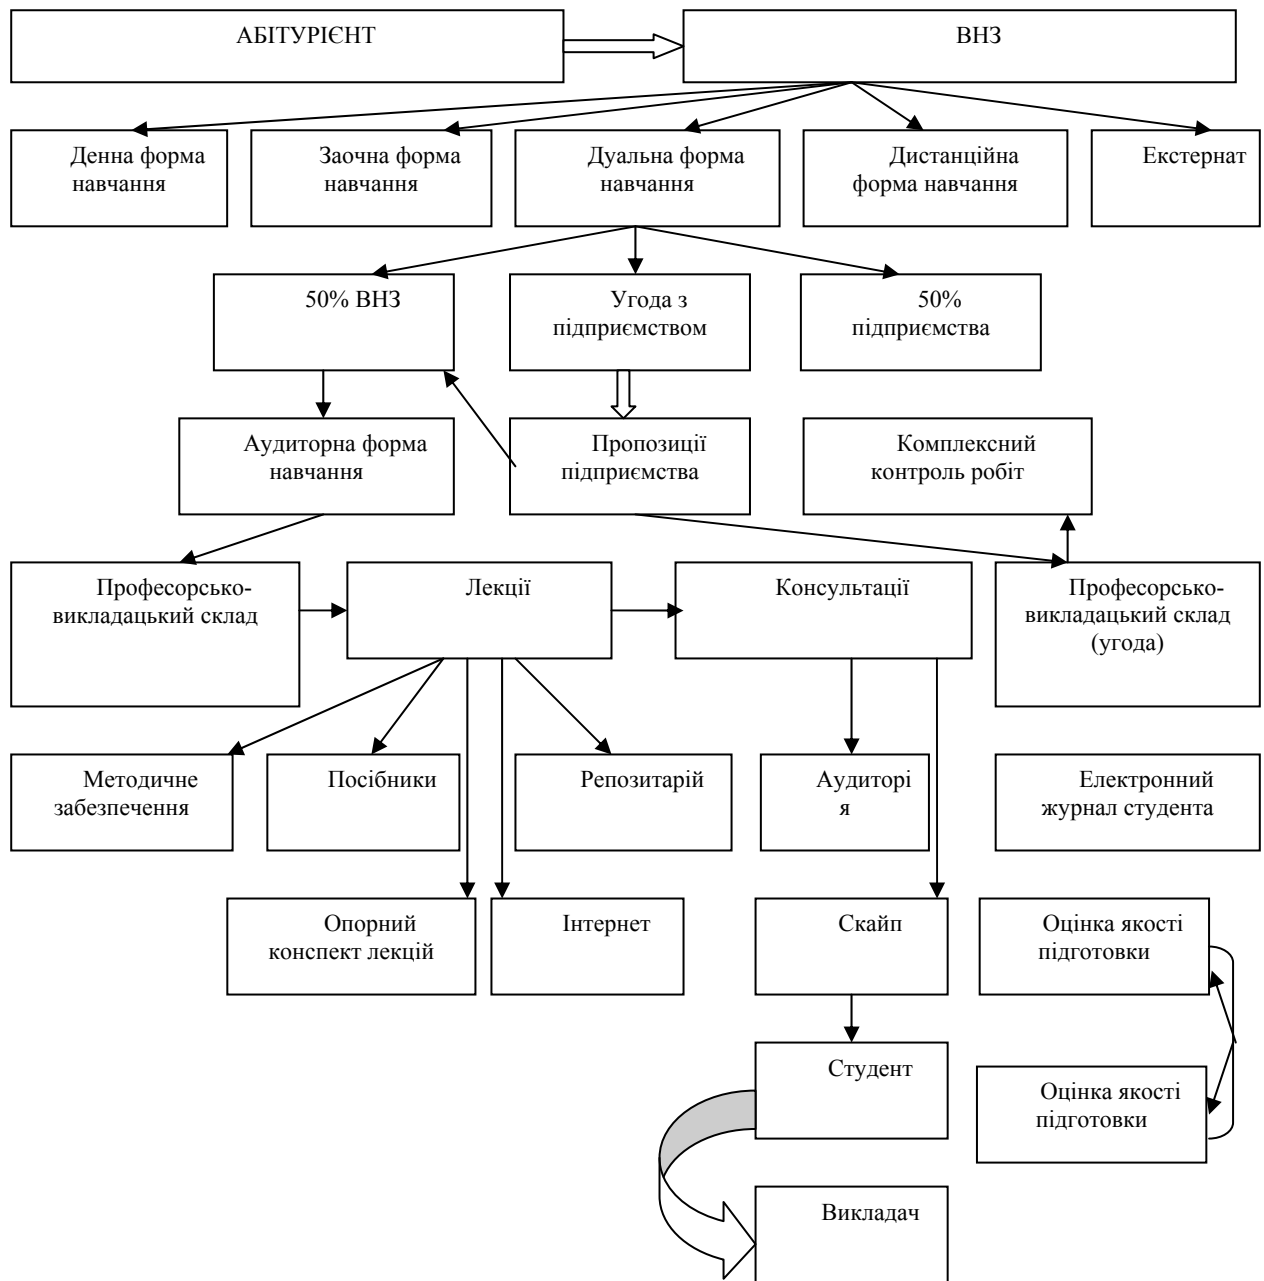 АБІТУРІЄНТ
ВНЗ
Денна форма
навчання
Заочна форма
навчання
Дуальна форма
навчання
Дистанційна
форма навчання
Екстернат
50% ВНЗ
Угода з
підприємством
50%
підприємства
Аудиторна форма
навчання
Пропозиції
підприємства
Комплексний
контроль робіт
Професорсько-
викладацький склад
Лекції
Консультації
Професорсько-
викладацький склад
(угода)
Методичне
забезпечення
Посібники
Репозитарій
Аудиторі
я
Електронний
журнал студента
Опорний
конспект лекцій
Інтернет
Скайп
Оцінка якості
підготовки
Студент
Оцінка якості
підготовки
Викладач